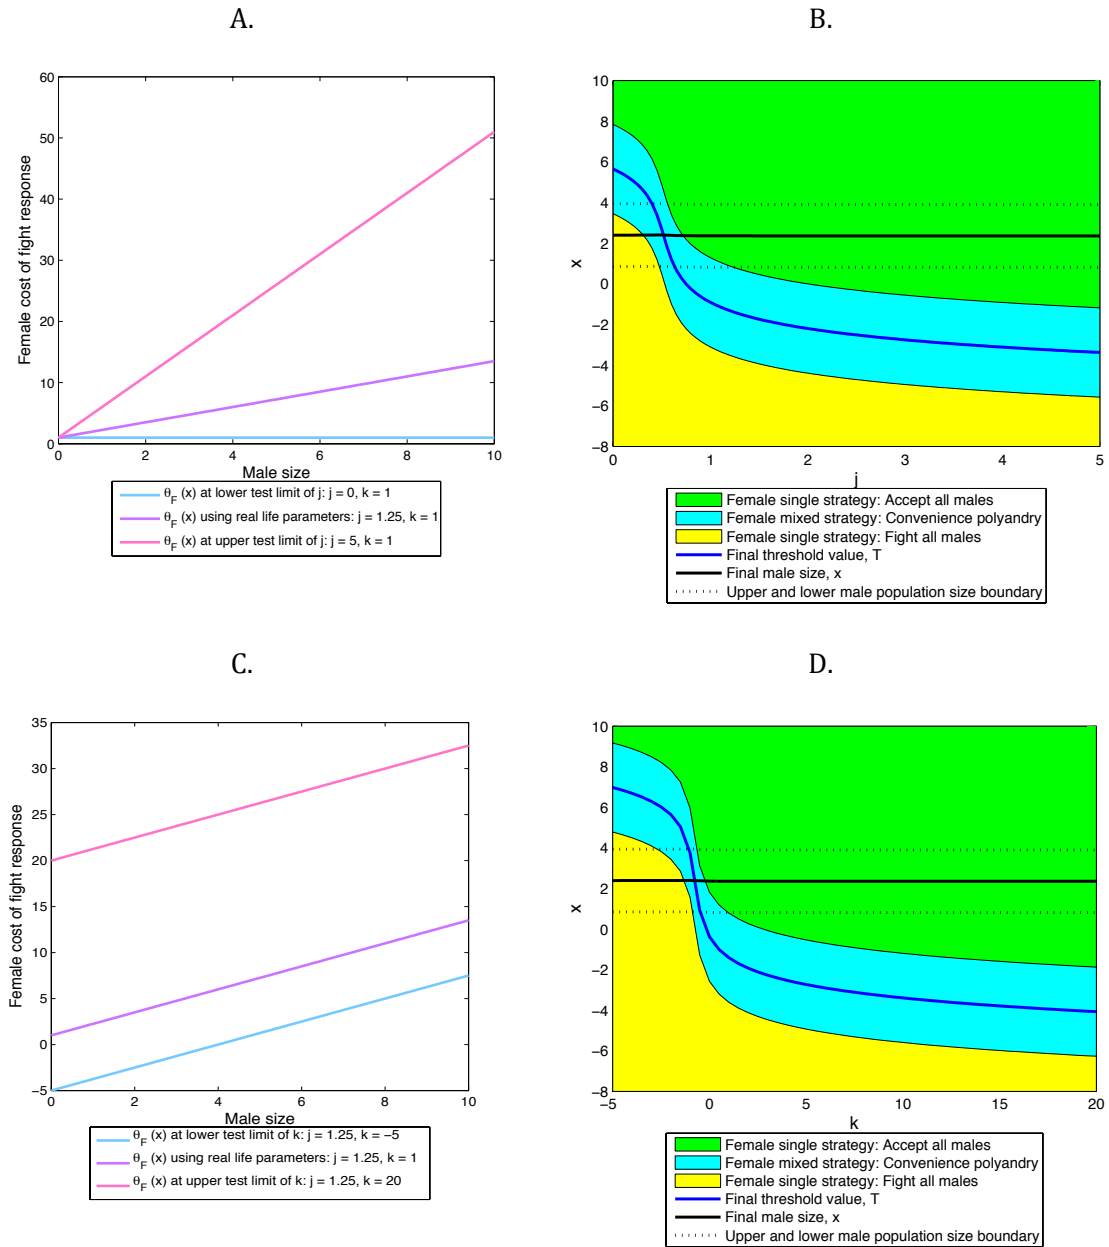 A.
B.
60
50
40
30
20
10
0
Female cost of fight response
0 2 4 6 8 10
Male size
θF (x) at lower test limit of j: j = 0, k = 1
θF (x) using real life parameters: j = 1.25, k = 1
θF (x) at upper test limit of j: j = 5, k = 1
10
8
6
4
2
0
−2
−4
−6
−8
x
0 1 2 3 4 5
j
Female single strategy: Accept all males
Female mixed strategy: Convenience polyandry
Female single strategy: Fight all males
Final threshold value, T
Final male size, x
Upper and lower male population size boundary
C.
D.
35
30
25
20
15
10
5
0
−5
Female cost of fight response
0 2 4 6 8 10
Male size
θF (x) at lower test limit of k: j = 1.25, k = −5
θF (x) using real life parameters: j = 1.25, k = 1
θF (x) at upper test limit of k: j = 1.25, k = 20
10
8
6
4
2
0
−2
−4
−6
−8
x
−5 0 5 10 15 20
k
Female single strategy: Accept all males
Female mixed strategy: Convenience polyandry
Female single strategy: Fight all males
Final threshold value, T
Final male size, x
Upper and lower male population size boundary